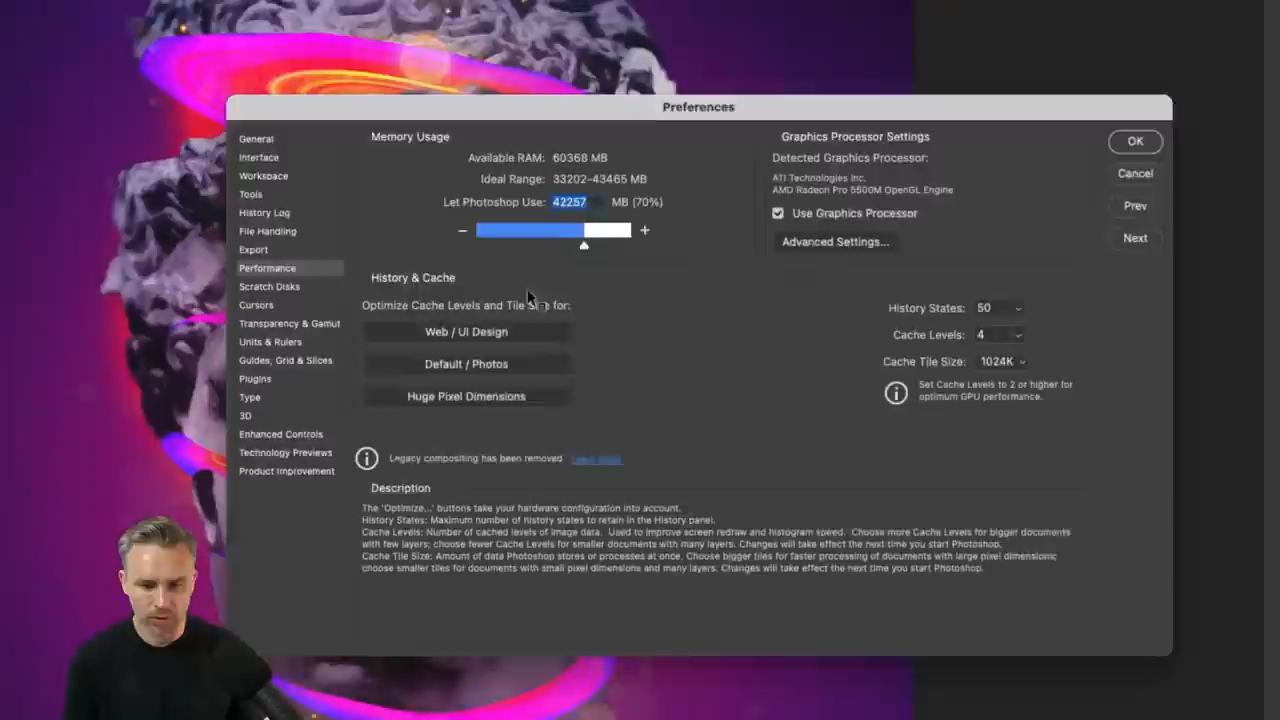 Preferences
General
Interface
Workspace
Tools
History Log
File Handling
Export
Performance
Scratch Disks
Cursors
Transparency & Gamut
Units & Rulers
Guides, Grid & Slices
Plugins
Type
3D
Enhanced Controls
Technology Previews
Product Improvement
Memory Usage
Available RAM: 60368 MB
Ideal Range: 33202-43465 MB
Let Photoshop Use: 42257 MB (70%)
− +
Graphics Processor Settings
Detected Graphics Processor:
ATI Technologies Inc.
AMD Radeon Pro 5500M OpenGL Engine
Use Graphics Processor
Advanced Settings...
OK
Cancel
Prev
Next
History & Cache
Optimize Cache Levels and Tile Size for:
Web / UI Design
Default / Photos
Huge Pixel Dimensions
History States: 50
Cache Levels: 4
Cache Tile Size: 1024K
Set Cache Levels to 2 or higher for
optimum GPU performance.
Legacy compositing has been removed
Description
The 'Optimize...' buttons take your hardware configuration into account.
History States: Maximum number of history states to retain in the History panel.
Cache Levels: Number of cached levels of image data. Used to improve screen redraw and histogram speed. Choose more Cache Levels for bigger documents
with few layers; choose fewer Cache Levels for smaller documents with many layers. Changes will take effect the next time you start Photoshop.
Cache Tile Size: Amount of data Photoshop stores or processes at once. Choose bigger tiles for faster processing of documents with large pixel dimensions;
choose smaller tiles for documents with small pixel dimensions and many layers. Changes will take effect the next time you start Photoshop.